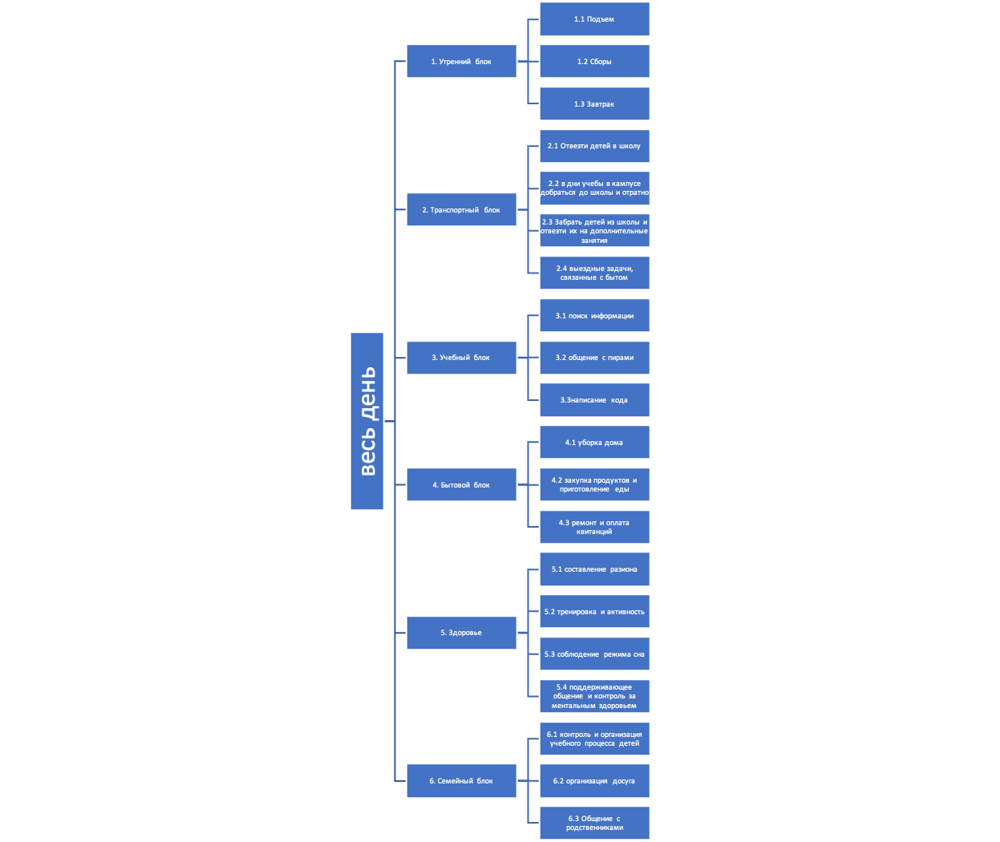 весь день
1. Утренний блок
1.1 Подъем
1.2 Сборы
1.3 Завтрак
2. Транспортный блок
2.1 Отвезти детей в школу
2.2 в дни учебы в кампусе
добраться до школы и отратно
2.3 Забрать детей из школы и
отвезти их на дополнительные
занятия
2.4 выездные задачи,
связанные с бытом
3. Учебный блок
3.1 поиск информации
3.2 общение с пирами
3.3написание кода
4. Бытовой блок
4.1 уборка дома
4.2 закупка продуктов и
приготовление еды
4.3 ремонт и оплата
квитанций
5. Здоровье
5.1 составление разиона
5.2 тренировка и активность
5.3 соблюдение режима сна
5.4 поддерживающее
общение и контроль за
ментальным здоровьем
6. Семейный блок
6.1 контроль и организация
учебного процесса детей
6.2 организация досуга
6.3 Общение с
родственниками